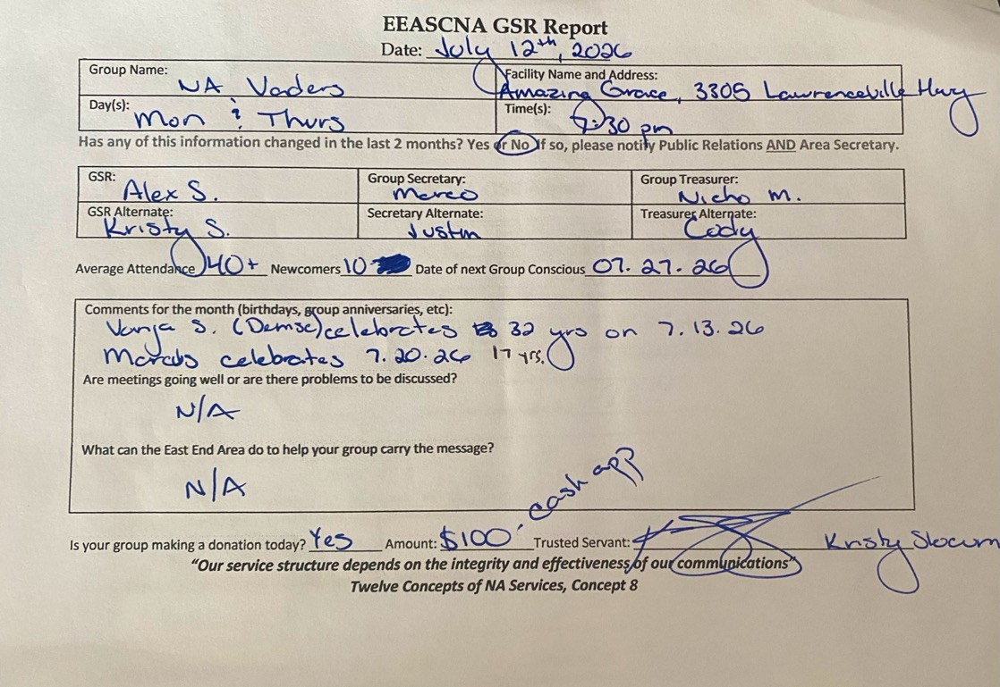 EEASCNA GSR Report
Date: July 12th, 2026
Group Name: NA Vaders
Facility Name and Address: Amazing Grace, 3305 Lawrenceville Hwy
Day(s): Mon & Thurs
Time(s): 7:30 pm
Has any of this information changed in the last 2 months? Yes or No If so, please notify Public Relations AND Area Secretary.
GSR: Alex S.
Group Secretary: Marco
Group Treasurer: Nicho M.
GSR Alternate: Kristy S.
Secretary Alternate: Justin
Treasurer Alternate: Cody
Average Attendance 40+ Newcomers 10 Date of next Group Conscious 07.27.26
Comments for the month (birthdays, group anniversaries, etc):
S. celebrates 32 yrs on 7.13.26
celebrates 7.20.26 17 yrs.
Are meetings going well or are there problems to be discussed?
N/A
What can the East End Area do to help your group carry the message?
N/A
cash app
Is your group making a donation today? Yes Amount: $100 Trusted Servant: Kristy Slocum
"Our service structure depends on the integrity and effectiveness of our communications"
Twelve Concepts of NA Services, Concept 8